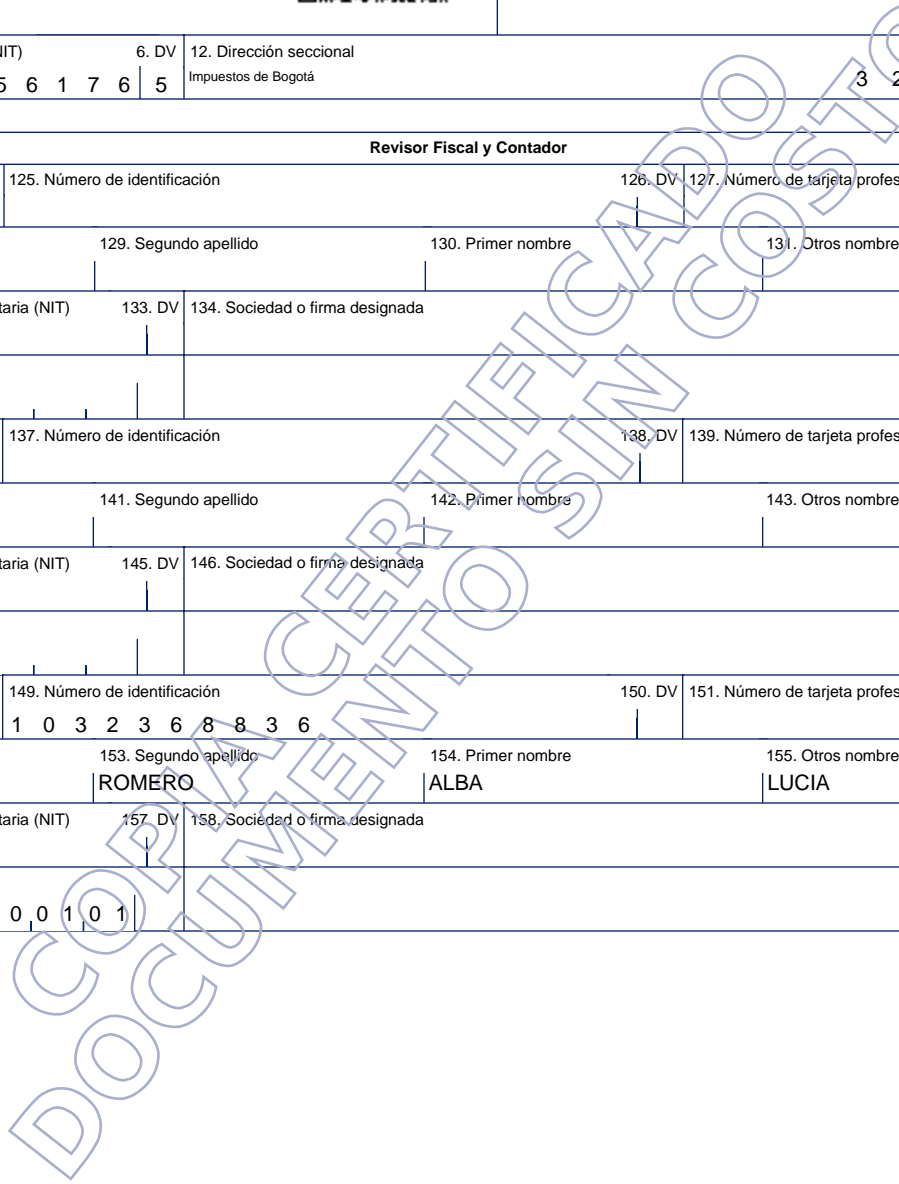 NIT) 6. DV 12. Dirección seccional
5 6 1 7 6 5 Impuestos de Bogotá 3 2
Revisor Fiscal y Contador
125. Número de identificación 126. DV 127. Número de tarjeta profes
129. Segundo apellido 130. Primer nombre 131. Otros nombre
taria (NIT) 133. DV 134. Sociedad o firma designada
137. Número de identificación 138. DV 139. Número de tarjeta profes
141. Segundo apellido 142. Primer nombre 143. Otros nombre
taria (NIT) 145. DV 146. Sociedad o firma designada
149. Número de identificación 150. DV 151. Número de tarjeta profes
1 0 3 2 3 6 8 8 3 6
153. Segundo apellido 154. Primer nombre 155. Otros nombre
ROMERO ALBA LUCIA
taria (NIT) 157. DV 158. Sociedad o firma designada
0 0 1 0 1
COPIA CERTIFICADO
DOCUMENTO SIN COSTO